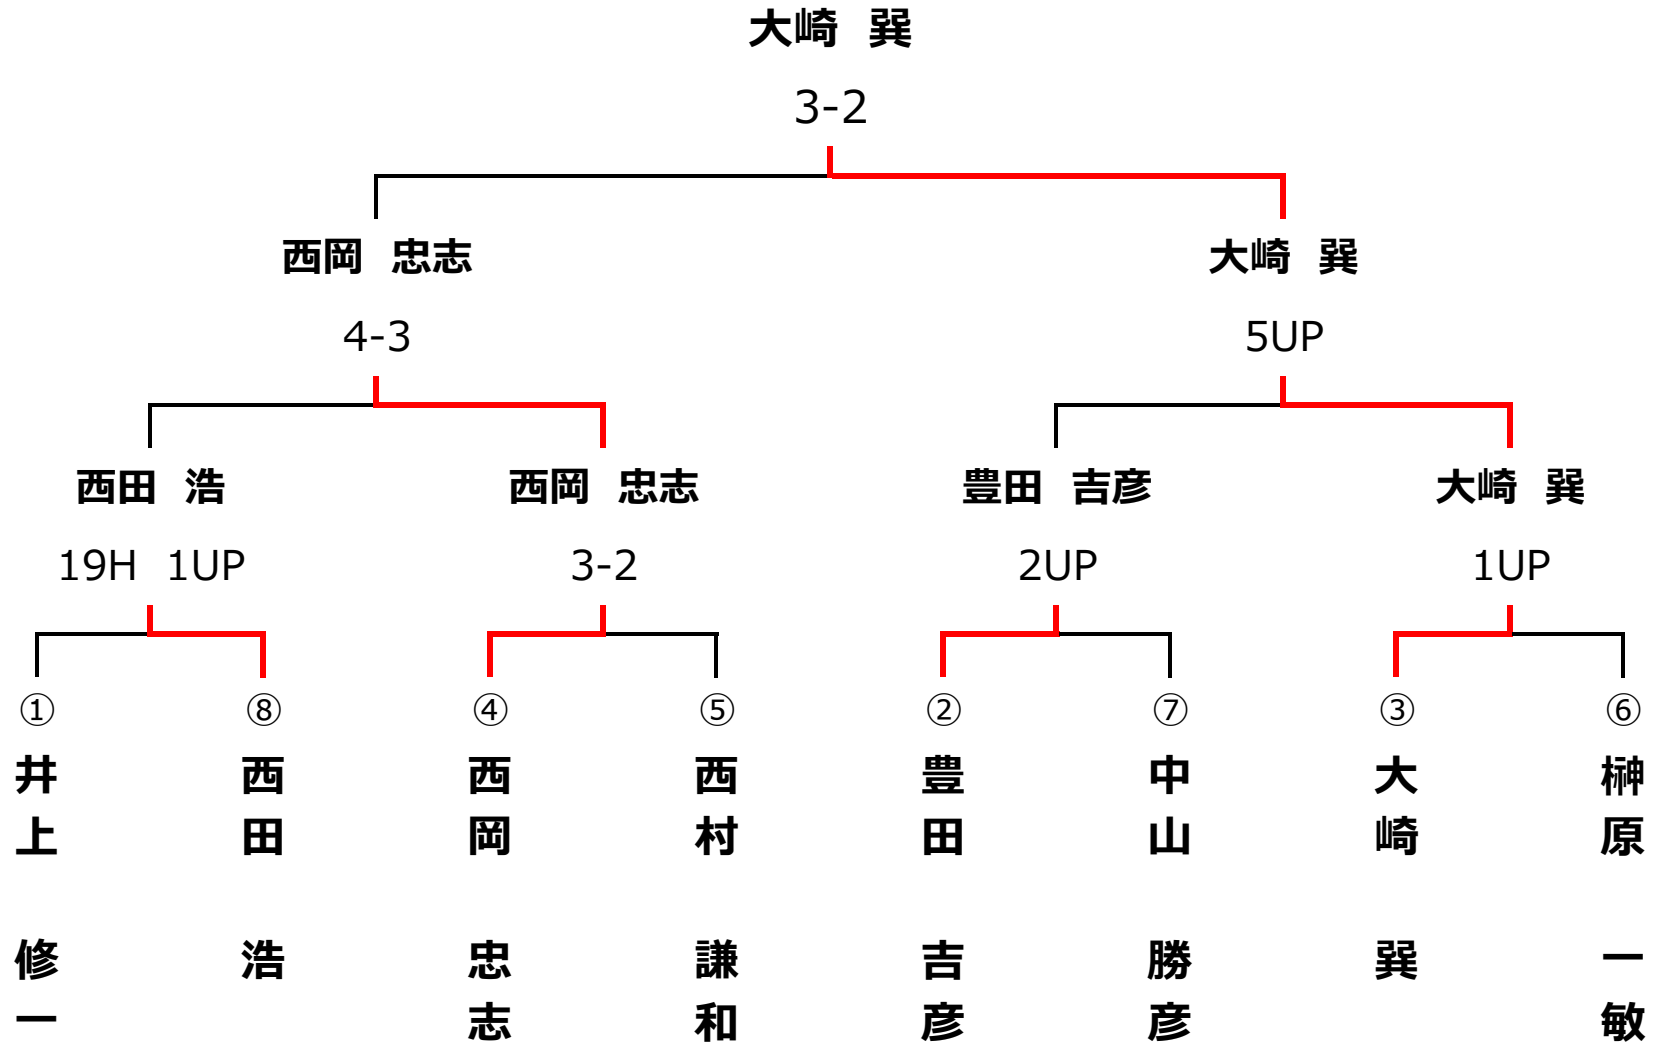 大崎　巽
3-2
西岡　忠志
大崎　巽
4-3
5UP
西田　浩
西岡　忠志
豊田　吉彦
大崎　巽
19H　1UP
3-2
2UP
1UP
①
⑧
④
⑤
②
⑦
③
⑥
井上　修一
西田　浩
西岡　忠志
西村　謙和
豊田　吉彦
中山　勝彦
大崎　巽
榊原　一敏